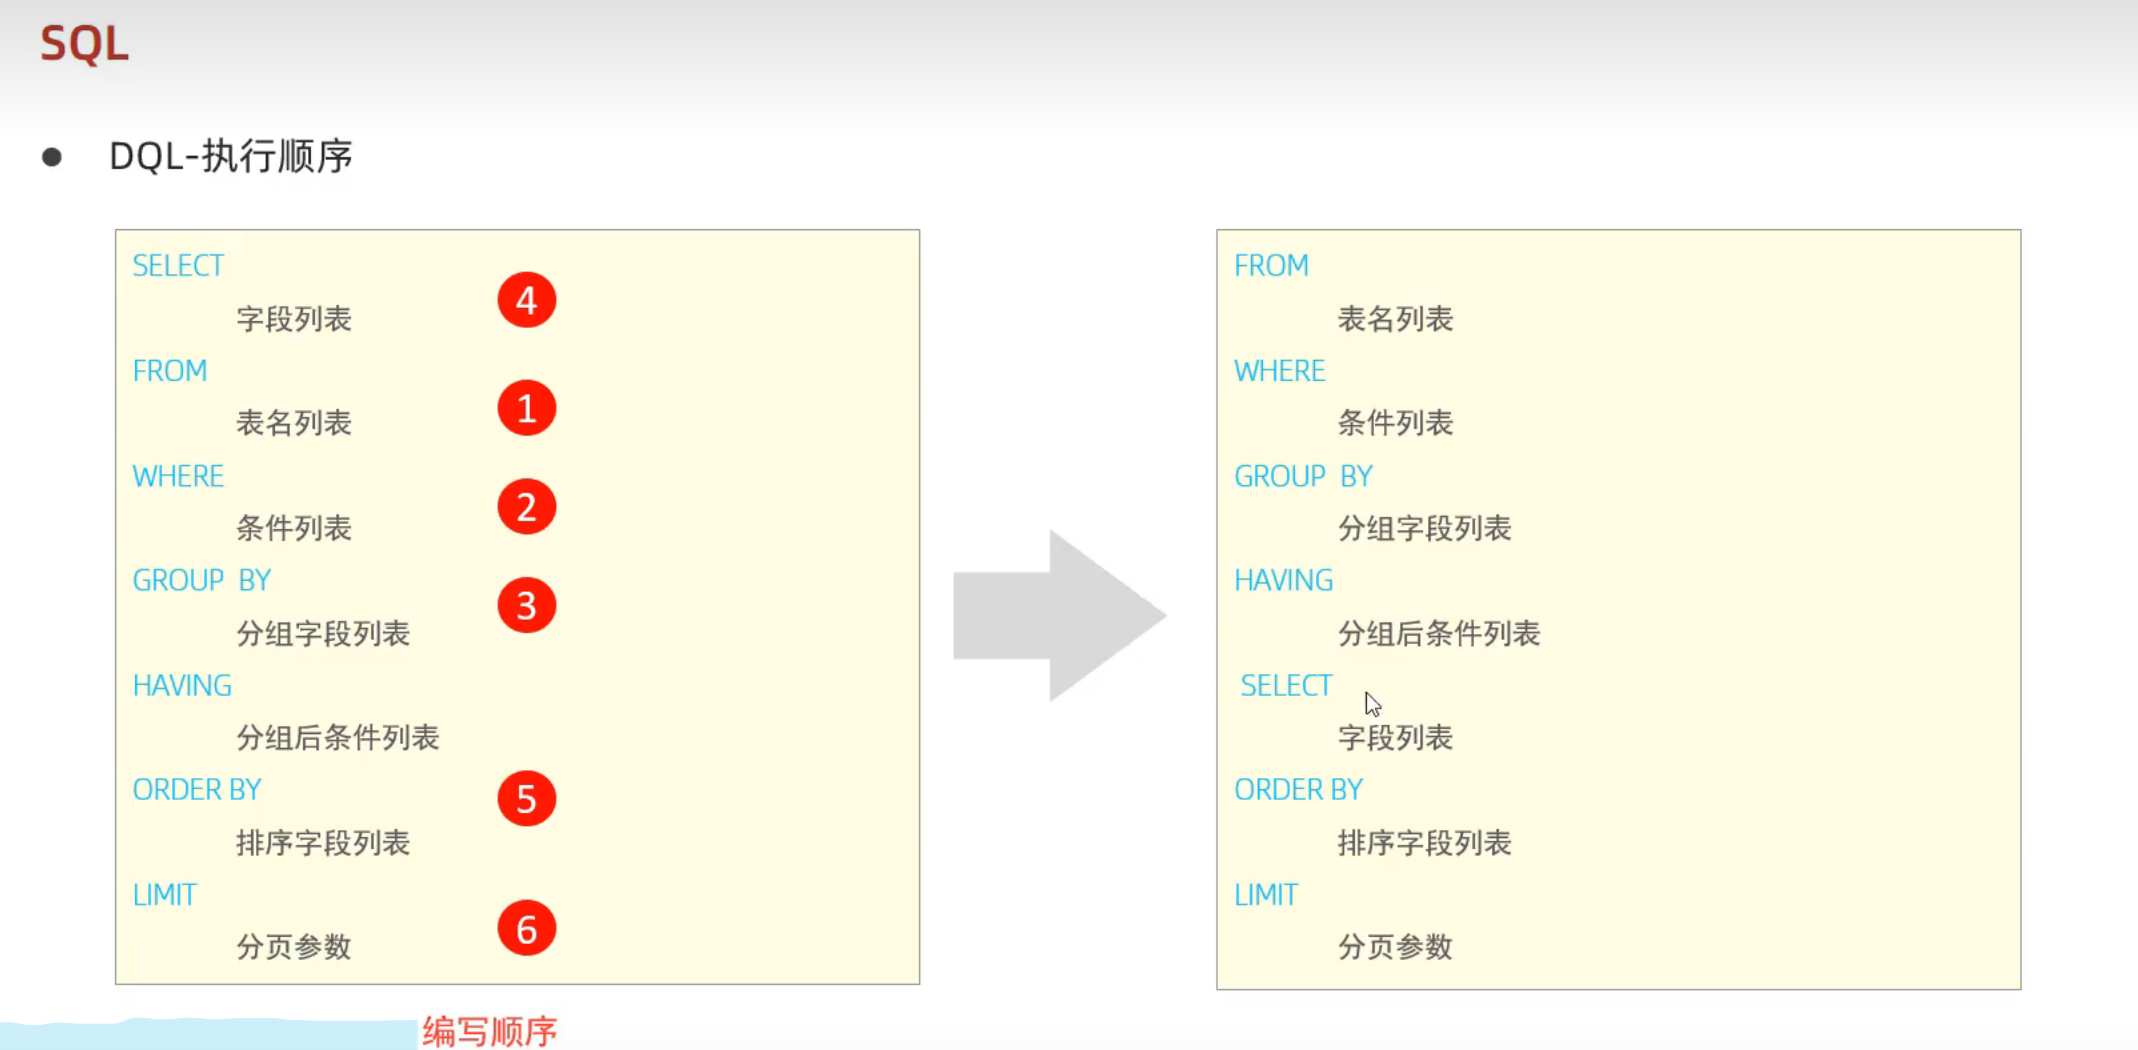 SQL
DQL-执行顺序
SELECT
字段列表
4
FROM
表名列表
1
WHERE
条件列表
2
GROUP BY
分组字段列表
3
HAVING
分组后条件列表
ORDER BY
排序字段列表
5
LIMIT
分页参数
6
编写顺序
FROM
表名列表
WHERE
条件列表
GROUP BY
分组字段列表
HAVING
分组后条件列表
SELECT
字段列表
ORDER BY
排序字段列表
LIMIT
分页参数